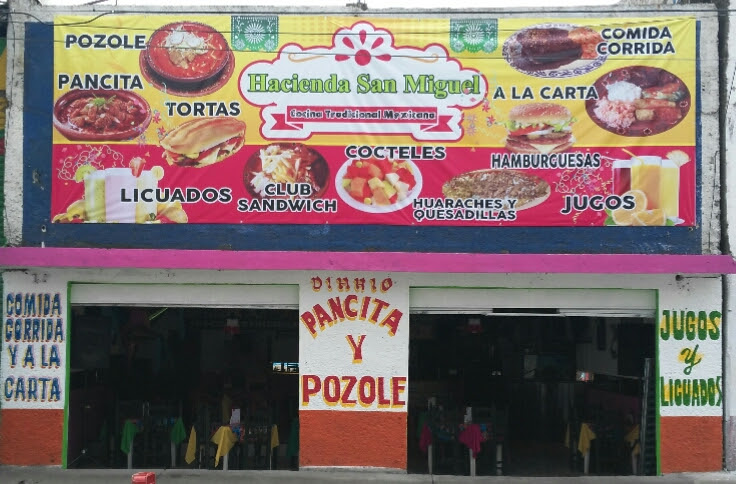 POZOLE
PANCITA
TORTAS
LICUADOS
Hacienda San Miguel
Cocina Tradicional Mexicana
CLUB
SANDWICH
COCTELES
HUARACHES Y
QUESADILLAS
COMIDA
CORRIDA
A LA CARTA
HAMBURGUESAS
JUGOS
COMIDA
CORRIDA
Y A LA
CARTA
DIARIO
PANCITA
Y
POZOLE
JUGOS
y
LICUADOS